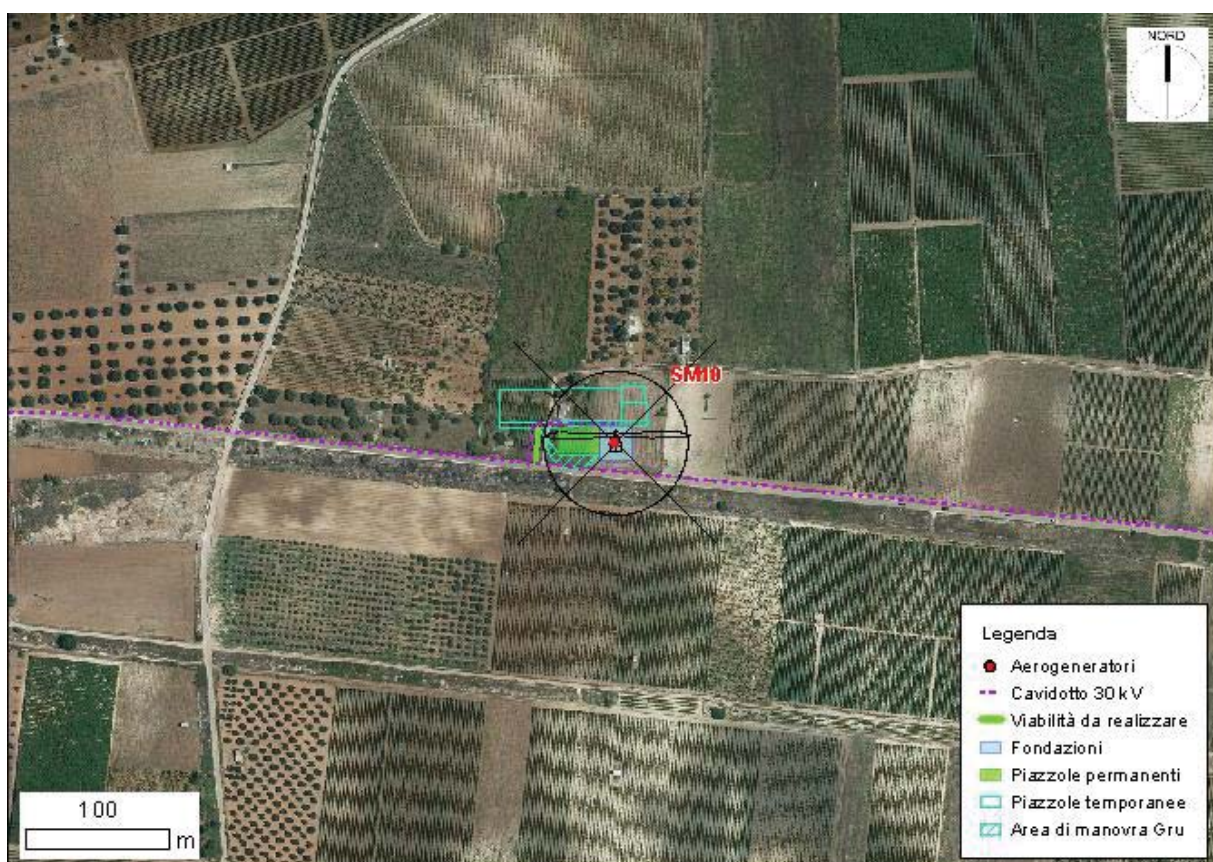 NORD
SM10
Legenda
Aerogeneratori
Cavidotto 30 kV
Viabilità da realizzare
Fondazioni
Piazzole permanenti
Piazzole temporanee
Area di manovra Gru
100
m